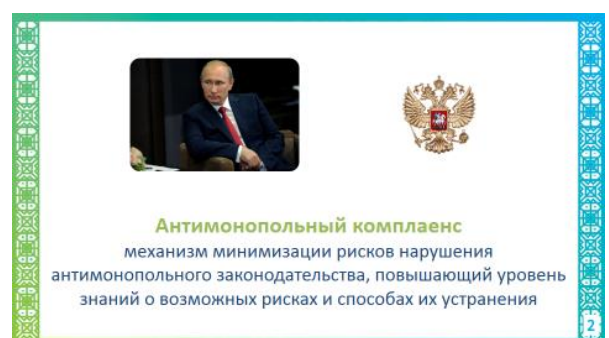 Антимонопольный комплаенс
механизм минимизации рисков нарушения
антимонопольного законодательства, повышающий уровень
знаний о возможных рисках и способах их устранения
2